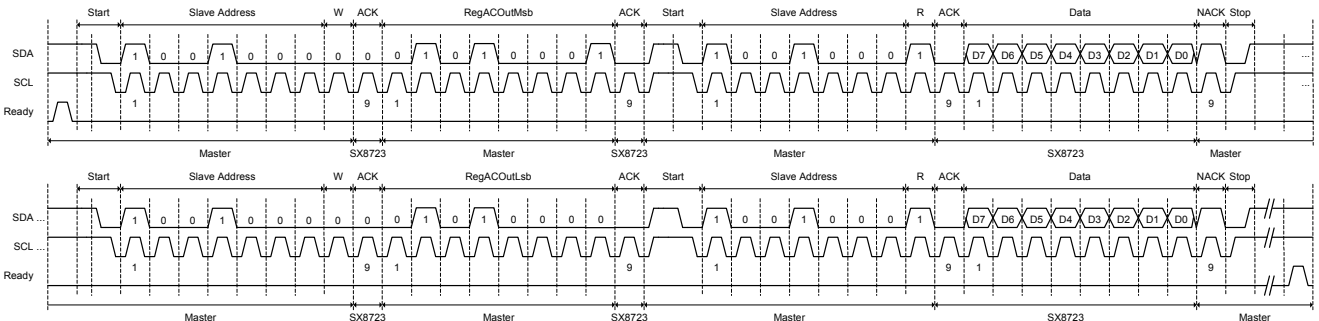 Start Slave Address W ACK RegACOutMsb ACK Start Slave Address R ACK Data NACK Stop
SDA 1 0 0 1 0 0 0 0 0 0 1 0 1 0 0 0 1 1 0 0 1 0 0 0 1 D7 D6 D5 D4 D3 D2 D1 D0 ...
SCL ...
1 9 1 9 1 9 1 9
Ready
Master SX8723 Master SX8723 Master SX8723 Master
Start Slave Address W ACK RegACOutLsb ACK Start Slave Address R ACK Data NACK Stop
SDA ... 1 0 0 1 0 0 0 0 0 0 1 0 1 0 0 0 0 1 0 0 1 0 0 0 1 D7 D6 D5 D4 D3 D2 D1 D0
SCL ...
1 9 1 9 1 9 1 9
Ready
Master SX8723 Master SX8723 Master SX8723 Master